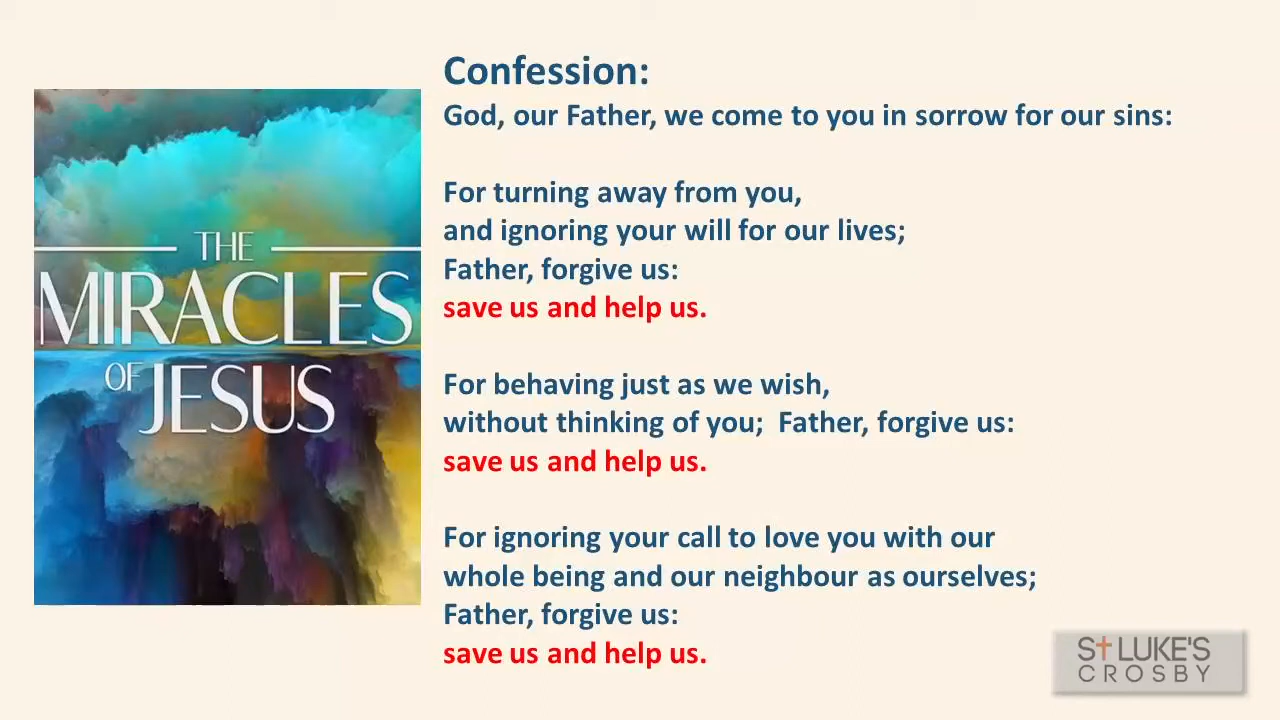 THE
MIRACLES
OF JESUS
Confession:
God, our Father, we come to you in sorrow for our sins:
For turning away from you,
and ignoring your will for our lives;
Father, forgive us:
save us and help us.
For behaving just as we wish,
without thinking of you;  Father, forgive us:
save us and help us.
For ignoring your call to love you with our
whole being and our neighbour as ourselves;
Father, forgive us:
save us and help us.
ST LUKE'S
CROSBY